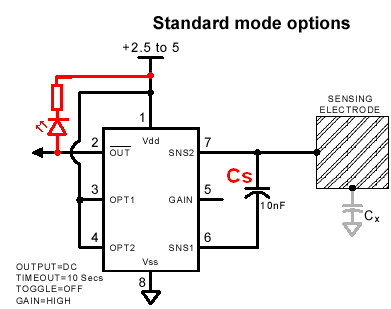 Standard mode options
+2.5 to 5
SENSING
ELECTRODE
1
Vdd
2
OUT
SNS2
7
Cs
3
OPT1
GAIN
5
10nF
Cx
4
OPT2
SNS1
6
Vss
8
OUTPUT=DC
TIMEOUT=10 Secs
TOGGLE=OFF
GAIN=HIGH